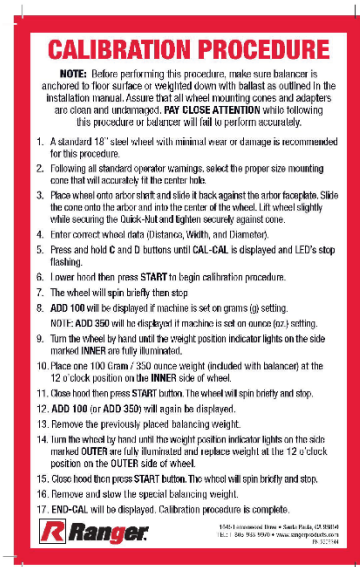 CALIBRATION PROCEDURE
NOTE: Before performing this procedure, make sure balancer is
anchored to floor surface or weighted down with ballast as outlined in the
installation manual. Assure that all wheel mounting cones and adapters
are clean and undamaged. PAY CLOSE ATTENTION while following
this procedure or balancer will fail to perform accurately.
1. A standard 18" steel wheel with minimal wear or damage is recommended
for this procedure.
2. Following all standard operator warnings, select the proper size mounting
cone that will accurately fit the center hole.
3. Place wheel onto arbor shaft and slide it back against the arbor faceplate. Slide
the cone onto the arbor and into the center of the wheel. Lift wheel slightly
while securing the Quick-Nut and tighten securely against cone.
4. Enter correct wheel data (Distance, Width, and Diameter).
5. Press and hold C and D buttons until CAL-CAL is displayed and LED's stop
flashing.
6. Lower hood then press START to begin calibration procedure.
7. The wheel will spin briefly then stop
8. ADD 100 will be displayed if machine is set on grams (g) setting.
NOTE: ADD 350 will be displayed if machine is set on ounce (oz.) setting.
9. Turn the wheel by hand until the weight position indicator lights on the side
marked INNER are fully illuminated.
10. Place one 100 Gram / 350 ounce weight (included with balancer) at the
12 o'clock position on the INNER side of wheel.
11. Close hood then press START button. The wheel will spin briefly and stop.
12. ADD 100 (or ADD 350) will again be displayed.
13. Remove the previously placed balancing weight.
14. Turn the wheel by hand until the weight position indicator lights on the side
marked OUTER are fully illuminated and replace weight at the 12 o'clock
position on the OUTER side of wheel.
15. Close hood then press START button. The wheel will spin briefly and stop.
16. Remove and stow the special balancing weight.
17. END-CAL will be displayed. Calibration procedure is complete.
R Ranger
1645 Lemonwood Drive • Santa Paula, CA 93060
www.rangerproducts.com